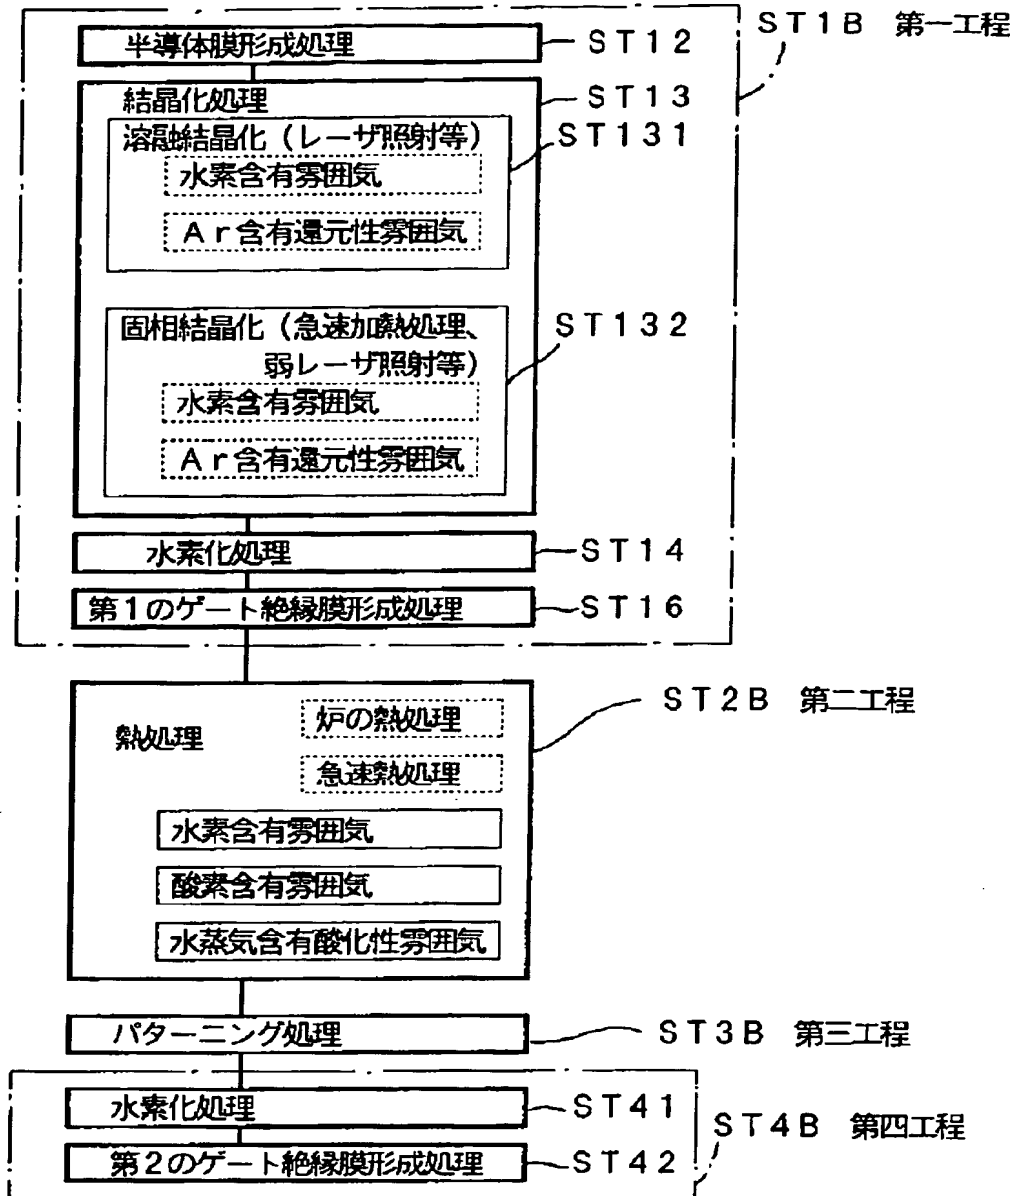 ST1B 第一工程
半導体膜形成処理 ST12
結晶化処理 ST13
溶融結晶化(レーザ照射等) ST131
水素含有雰囲気
Ar含有還元性雰囲気
固相結晶化(急速加熱処理、 ST132
弱レーザ照射等)
水素含有雰囲気
Ar含有還元性雰囲気
水素化処理 ST14
第1のゲート絶縁膜形成処理 ST16
ST2B 第二工程
熱処理
炉の熱処理
急速熱処理
水素含有雰囲気
酸素含有雰囲気
水蒸気含有酸化性雰囲気
パターニング処理 ST3B 第三工程
水素化処理 ST41
ST4B 第四工程
第2のゲート絶縁膜形成処理 ST42